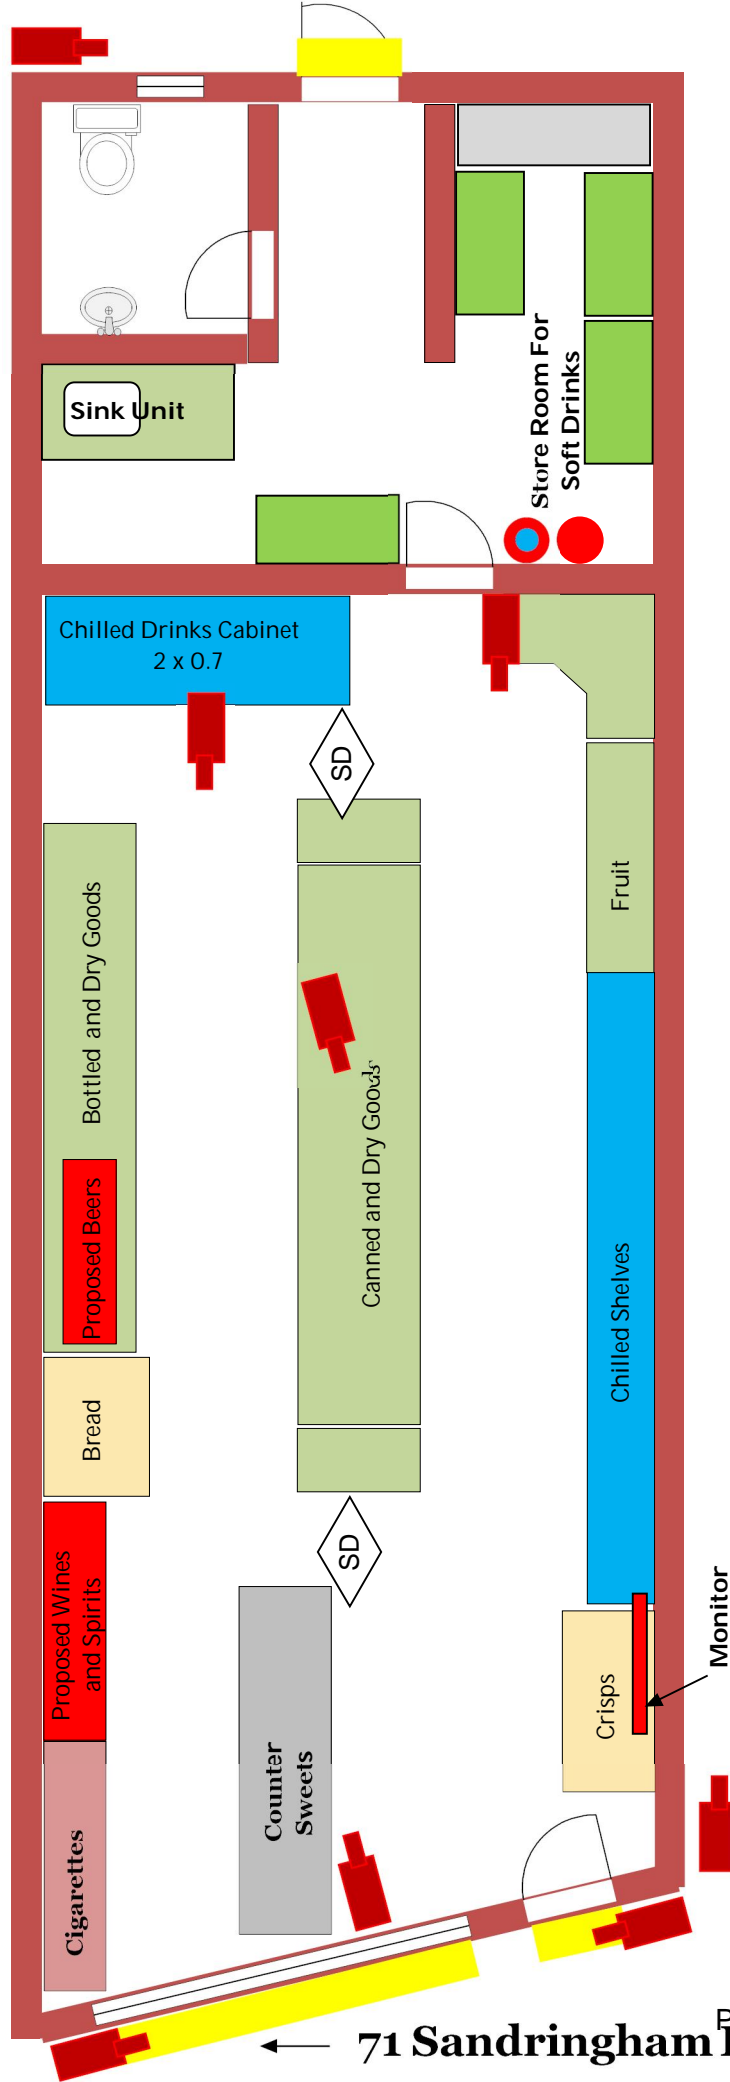 Sink Unit
Store Room For
Soft Drinks
Chilled Drinks Cabinet
2 x 0.7
SD
Fruit
Bottled and Dry Goods
Canned and Dry Goods
Proposed Beers
Chilled Shelves
Bread
SD
Proposed Wines
and Spirits
Monitor
Crisps
Counter
Sweets
Cigarettes
71 Sandringham